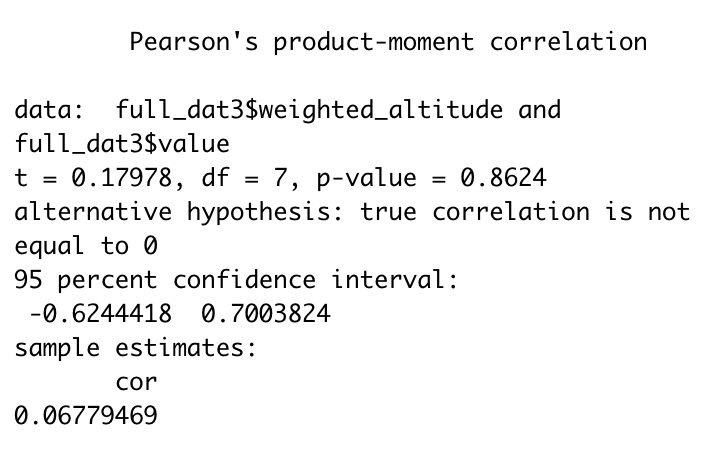 Pearson's product-moment correlation
data:  full_dat3$weighted_altitude and
full_dat3$value
t = 0.17978, df = 7, p-value = 0.8624
alternative hypothesis: true correlation is not
equal to 0
95 percent confidence interval:
 -0.6244418  0.7003824
sample estimates:
       cor
0.06779469